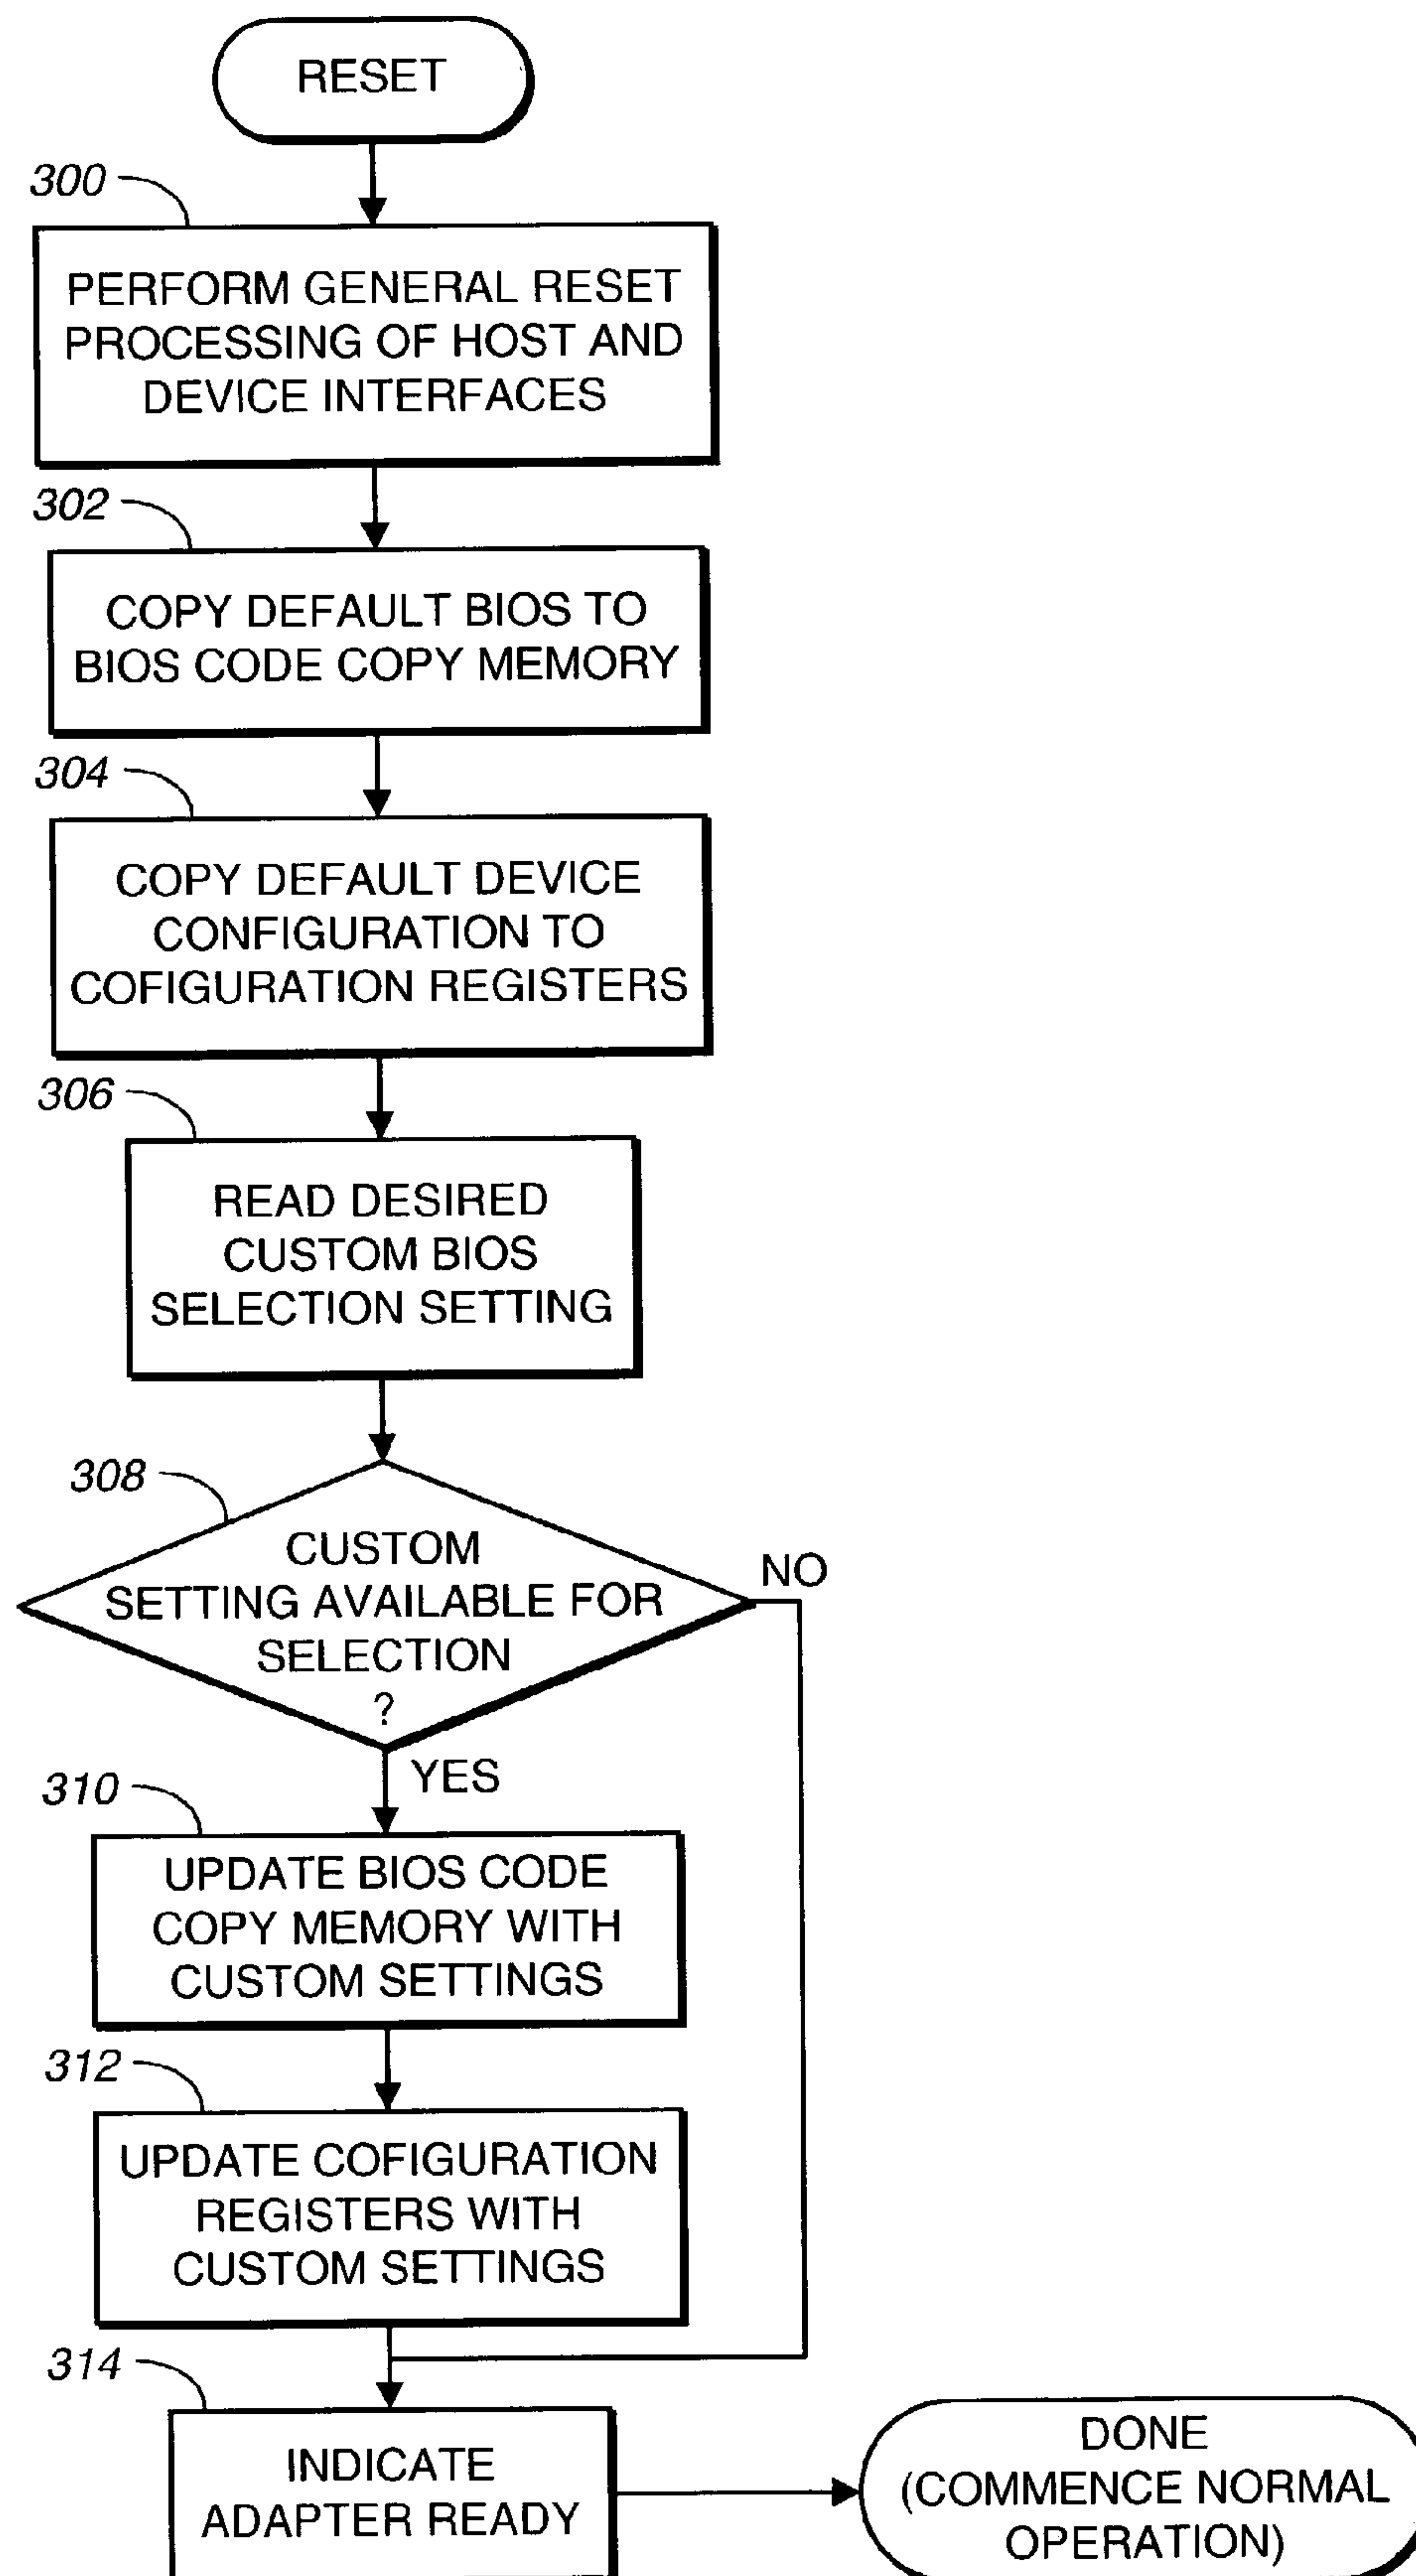 RESET
300
PERFORM GENERAL RESET
PROCESSING OF HOST AND
DEVICE INTERFACES
302
COPY DEFAULT BIOS TO
BIOS CODE COPY MEMORY
304
COPY DEFAULT DEVICE
CONFIGURATION TO
COFIGURATION REGISTERS
306
READ DESIRED
CUSTOM BIOS
SELECTION SETTING
308
CUSTOM
SETTING AVAILABLE FOR
SELECTION
?
NO
YES
310
UPDATE BIOS CODE
COPY MEMORY WITH
CUSTOM SETTINGS
312
UPDATE COFIGURATION
REGISTERS WITH
CUSTOM SETTINGS
314
INDICATE
ADAPTER READY
DONE
(COMMENCE NORMAL
OPERATION)